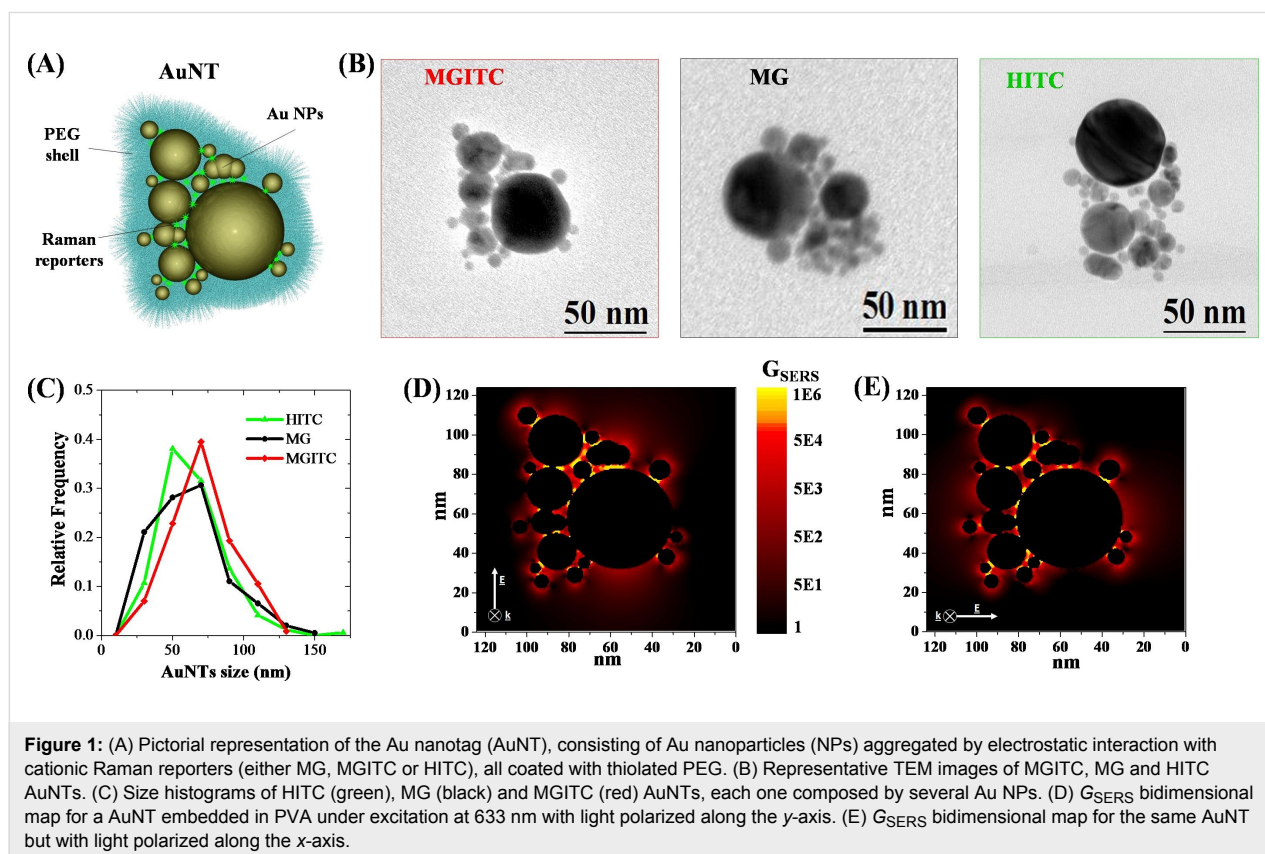 (A)
AuNT
PEG
shell
Au NPs
Raman
reporters
(B)
MGITC
50 nm
MG
50 nm
HITC
50 nm
(C)
0.5
0.4
0.3
0.2
0.1
0.0
Relative Frequency
HITC
MG
MGITC
0 50 100 150
AuNTs size (nm)
(D)
120
100
80
60
40
20
0
nm
E
k
120 100 80 60 40 20 0
nm
GSERS
1E6
5E4
5E3
5E2
5E1
1
(E)
120
100
80
60
40
20
0
nm
k E
120 100 80 60 40 20 0
nm
Figure 1: (A) Pictorial representation of the Au nanotag (AuNT), consisting of Au nanoparticles (NPs) aggregated by electrostatic interaction with
cationic Raman reporters (either MG, MGITC or HITC), all coated with thiolated PEG. (B) Representative TEM images of MGITC, MG and HITC
AuNTs. (C) Size histograms of HITC (green), MG (black) and MGITC (red) AuNTs, each one composed by several Au NPs. (D) GSERS bidimensional
map for a AuNT embedded in PVA under excitation at 633 nm with light polarized along the y-axis. (E) GSERS bidimensional map for the same AuNT
but with light polarized along the x-axis.